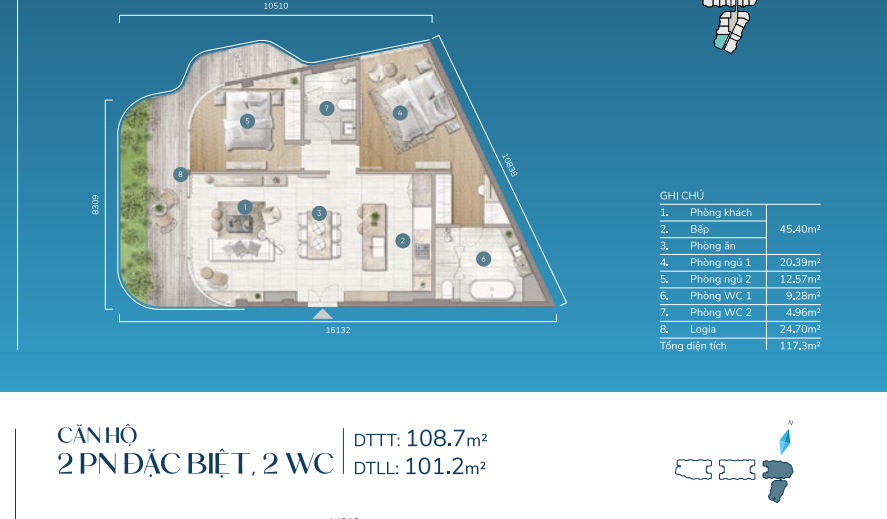 10510
10838
8309
5
7
4
8
1
3
2
6
16132
GHI CHÚ
1. Phòng khách
2. Bếp 45.40m²
3. Phòng ăn
4. Phòng ngủ 1 20.39m²
5. Phòng ngủ 2 12.57m²
6. Phòng WC 1 9.28m²
7. Phòng WC 2 4.96m²
8. Logia 24.70m²
Tổng diện tích 117.3m²
CĂN HỘ
2 PN ĐẶC BIỆT, 2 WC
DTTT: 108.7m²
DTLL: 101.2m²
N